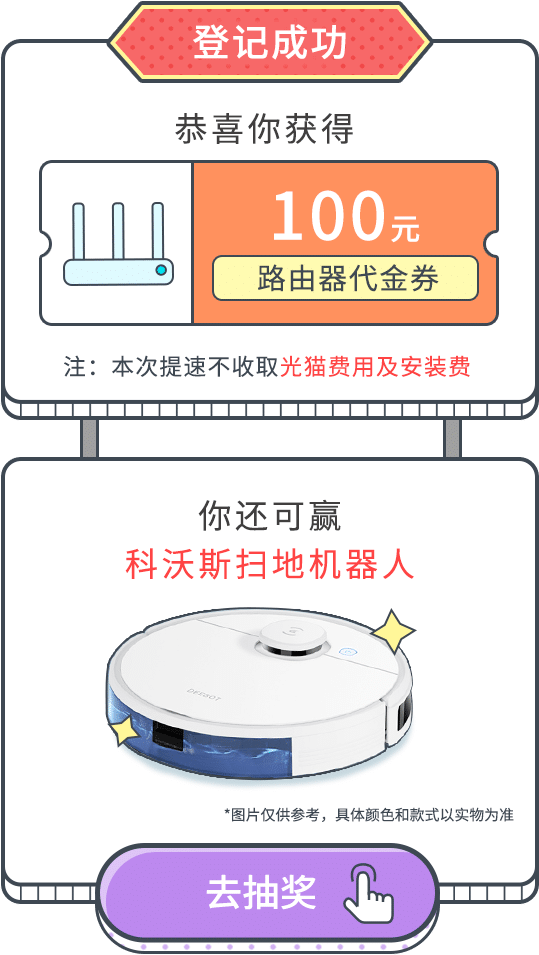 登记成功
恭喜你获得
100元
路由器代金券
注：本次提速不收取光猫费用及安装费
你还可赢
科沃斯扫地机器人
DEEBOT
*图片仅供参考，具体颜色和款式以实物为准
去抽奖